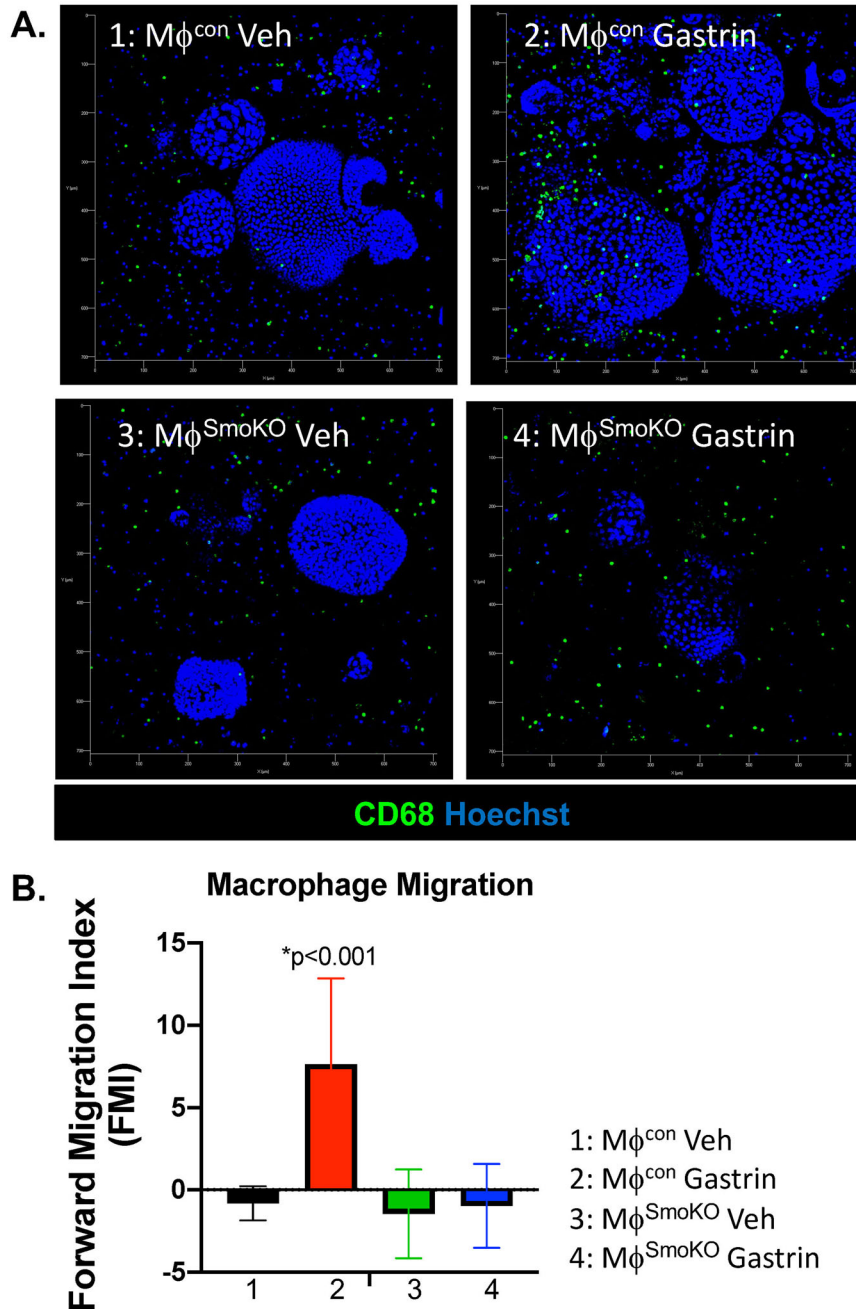 A.
1: Mϕcon Veh
2: Mϕcon Gastrin
3: MϕSmoKO Veh
4: MϕSmoKO Gastrin
CD68 Hoechst
B.
Macrophage Migration
Forward Migration Index
(FMI)
*p<0.001
15
10
5
0
-5
1 2 3 4
1: Mϕcon Veh
2: Mϕcon Gastrin
3: MϕSmoKO Veh
4: MϕSmoKO Gastrin